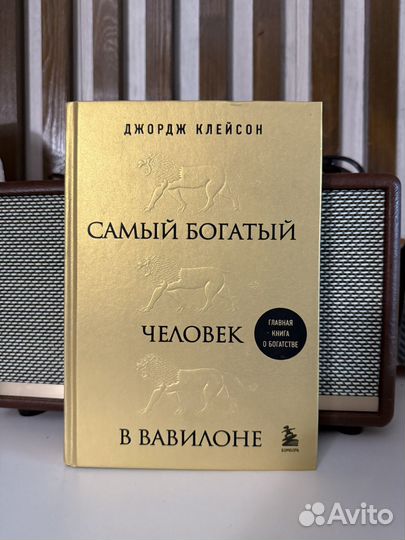 ДЖОРДЖ КЛЕЙСОН
САМЫЙ БОГАТЫЙ
ЧЕЛОВЕК
ГЛАВНАЯ
КНИГА
О БОГАТСТВЕ
В ВАВИЛОНЕ
БОМБОРА
Avito